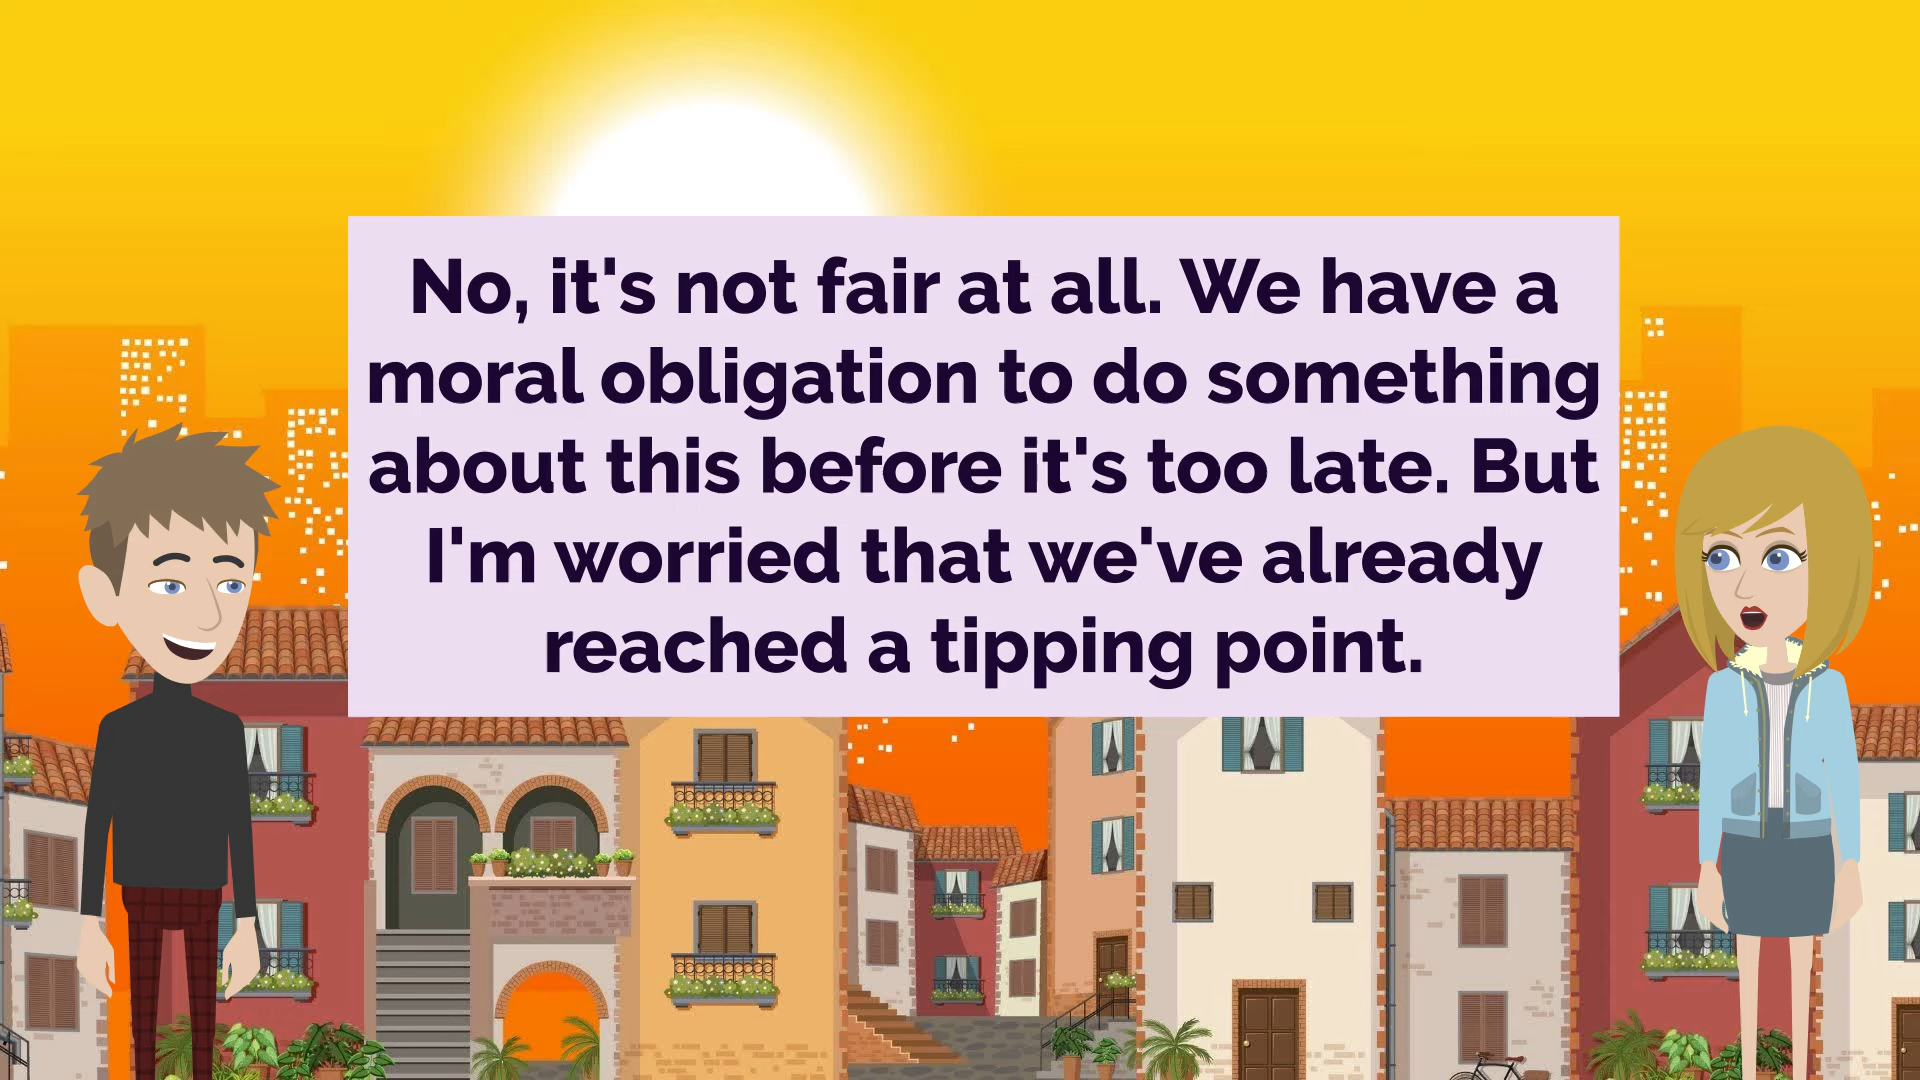 No, it's not fair at all. We have a
moral obligation to do something
about this before it's too late. But
I'm worried that we've already
reached a tipping point.